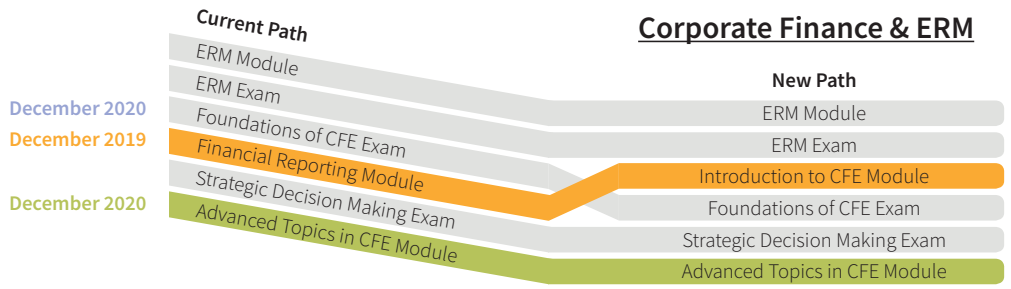 Current Path
Corporate Finance & ERM
New Path
ERM Module
ERM Exam
December 2020
Foundations of CFE Exam
December 2019
Financial Reporting Module
Strategic Decision Making Exam
December 2020
Advanced Topics in CFE Module
ERM Module
ERM Exam
Introduction to CFE Module
Foundations of CFE Exam
Strategic Decision Making Exam
Advanced Topics in CFE Module